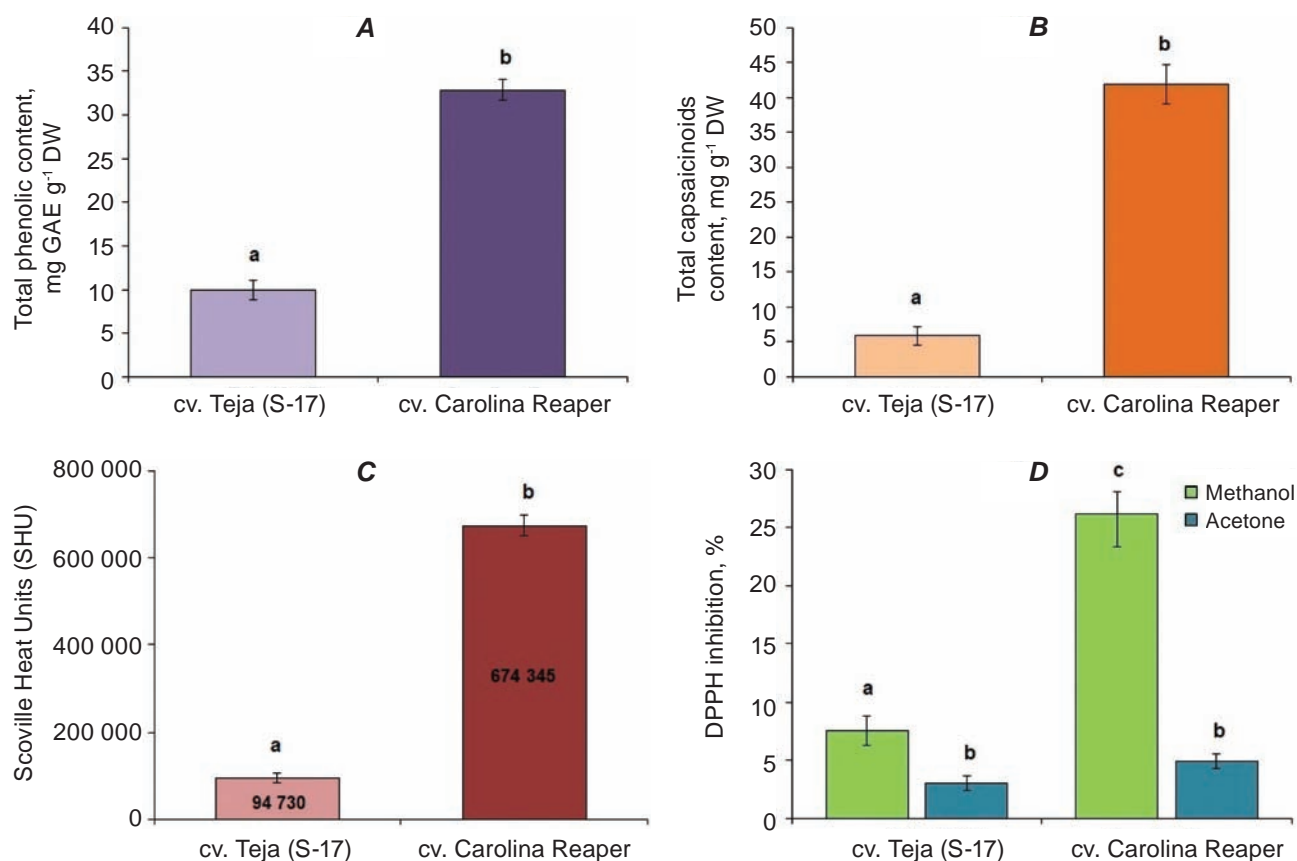 A
Total phenolic content,
mg GAE g⁻¹ DW
40
35
30
25
20
15
10
5
0
a
b
cv. Teja (S-17)
cv. Carolina Reaper
B
Total capsaicinoids
content, mg g⁻¹ DW
50
45
40
35
30
25
20
15
10
5
0
a
b
cv. Teja (S-17)
cv. Carolina Reaper
C
Scoville Heat Units (SHU)
800 000
600 000
400 000
200 000
0
a
94 730
b
674 345
cv. Teja (S-17)
cv. Carolina Reaper
D
DPPH inhibition, %
30
25
20
15
10
5
0
a
b
c
b
Methanol
Acetone
cv. Teja (S-17)
cv. Carolina Reaper